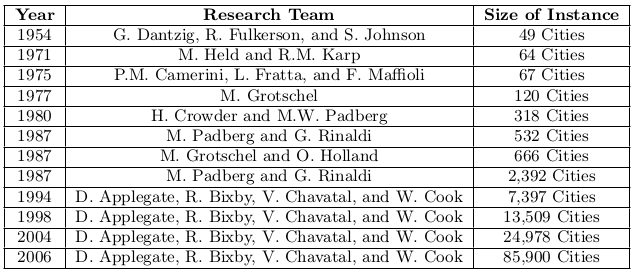 Year Research Team Size of Instance
1954 G. Dantzig, R. Fulkerson, and S. Johnson 49 Cities
1971 M. Held and R.M. Karp 64 Cities
1975 P.M. Camerini, L. Fratta, and F. Maffioli 67 Cities
1977 M. Grotschel 120 Cities
1980 H. Crowder and M.W. Padberg 318 Cities
1987 M. Padberg and G. Rinaldi 532 Cities
1987 M. Grotschel and O. Holland 666 Cities
1987 M. Padberg and G. Rinaldi 2,392 Cities
1994 D. Applegate, R. Bixby, V. Chavatal, and W. Cook 7,397 Cities
1998 D. Applegate, R. Bixby, V. Chavatal, and W. Cook 13,509 Cities
2004 D. Applegate, R. Bixby, V. Chavatal, and W. Cook 24,978 Cities
2006 D. Applegate, R. Bixby, V. Chavatal, and W. Cook 85,900 Cities